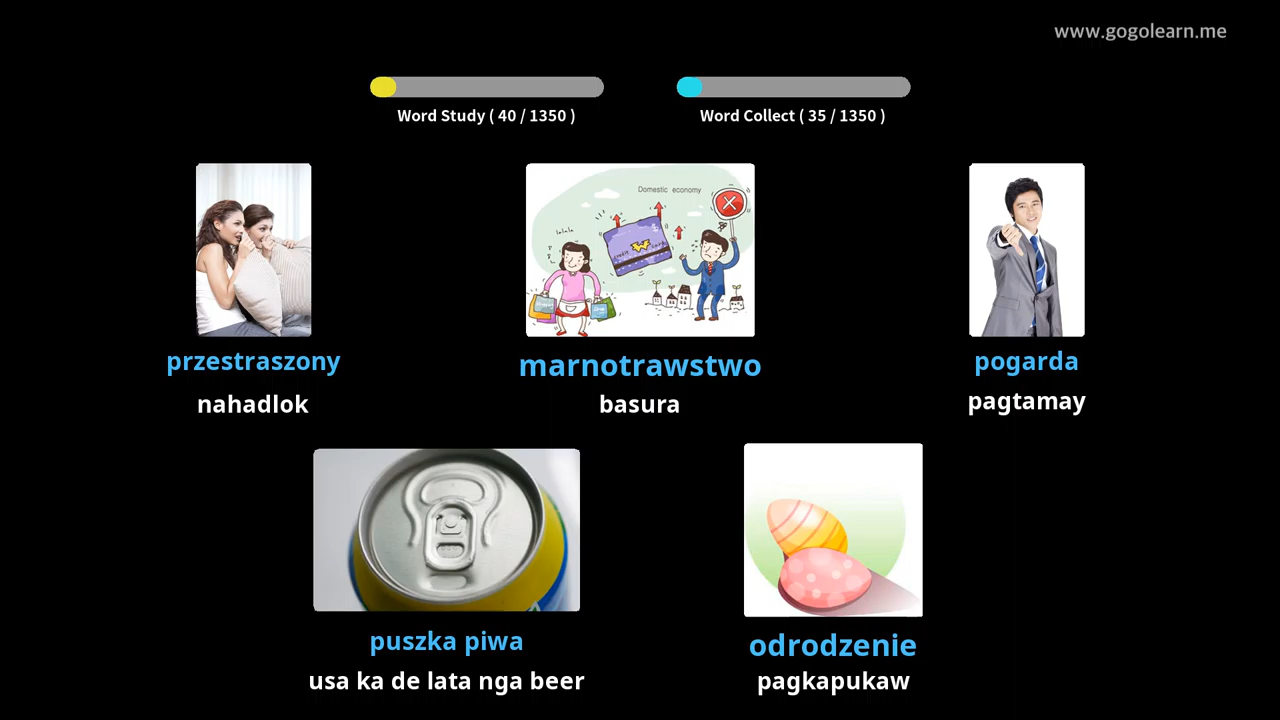 www.gogolearn.me
Word Study ( 40 / 1350 )
Word Collect ( 35 / 1350 )
Domestic economy
lalala
przestraszony
marnotrawstwo
pogarda
nahadlok
basura
pagtamay
puszka piwa
odrodzenie
usa ka de lata nga beer
pagkapukaw